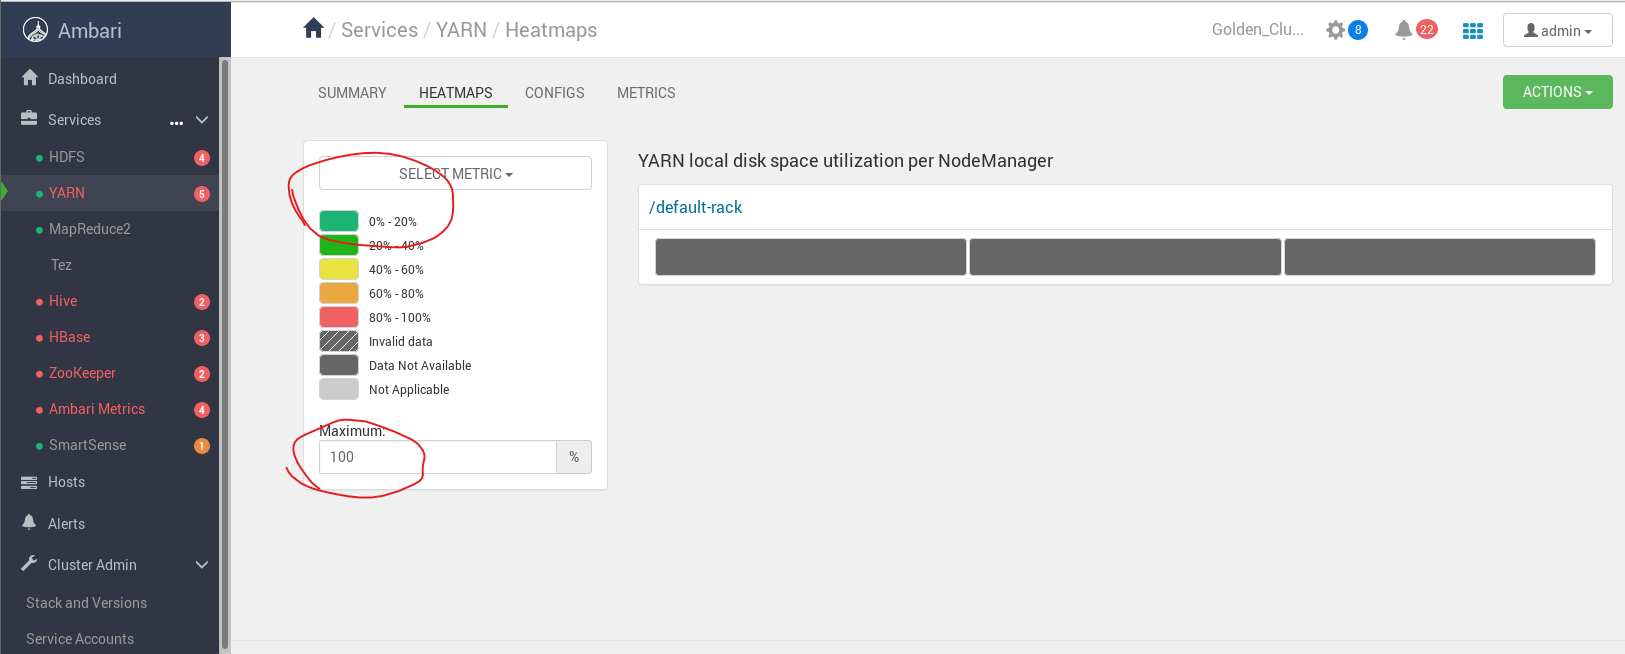 Ambari
/ Services / YARN / Heatmaps
Golden_Clu...
8
22
admin
Dashboard
Services
...
HDFS 4
YARN 5
MapReduce2
Tez
Hive 2
HBase 3
ZooKeeper 2
Ambari Metrics 4
SmartSense 1
Hosts
Alerts
Cluster Admin
Stack and Versions
Service Accounts
SUMMARY HEATMAPS CONFIGS METRICS
ACTIONS
SELECT METRIC
0% - 20%
20% - 40%
40% - 60%
60% - 80%
80% - 100%
Invalid data
Data Not Available
Not Applicable
Maximum:
100 %
YARN local disk space utilization per NodeManager
/default-rack